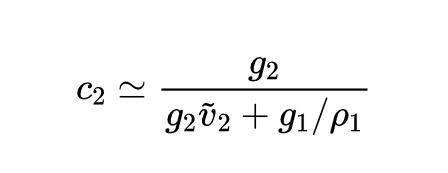 c₂ ≃ g₂ / (g₂ṽ₂ + g₁/ρ₁)